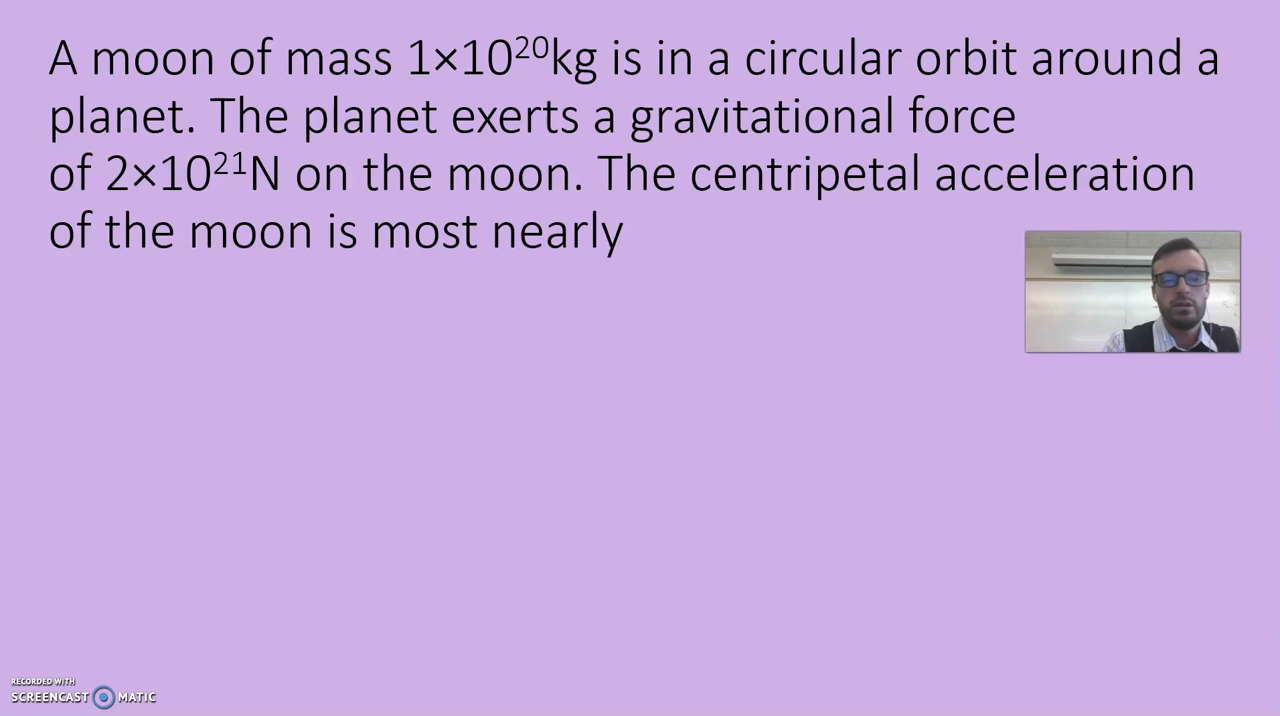 A moon of mass 1×10²⁰kg is in a circular orbit around a
planet. The planet exerts a gravitational force
of 2×10²¹N on the moon. The centripetal acceleration
of the moon is most nearly
RECORDED WITH
SCREENCAST MATIC